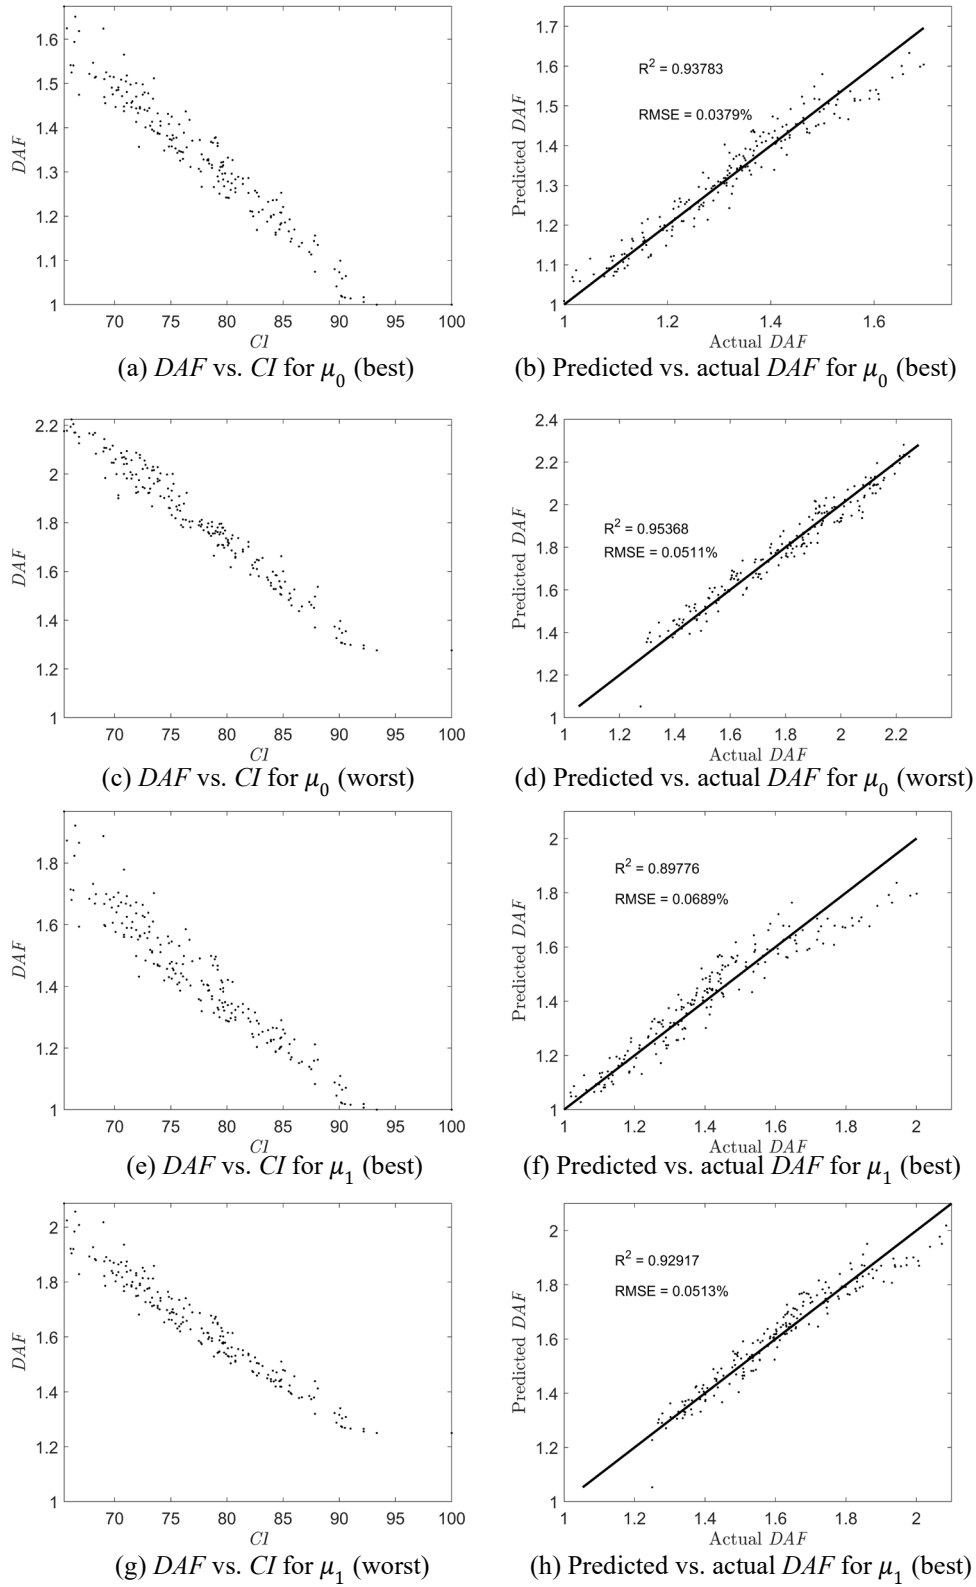 1.6
1.5
1.4
1.3
1.2
1.1
1
DAF
70 75 80 85 90 95 100
CI
(a) DAF vs. CI for μ0 (best)
1.7
1.6
1.5
1.4
1.3
1.2
1.1
1
Predicted DAF
R2 = 0.93783
RMSE = 0.0379%
1 1.2 1.4 1.6
Actual DAF
(b) Predicted vs. actual DAF for μ0 (best)
2.2
2
1.8
1.6
1.4
1.2
1
DAF
70 75 80 85 90 95 100
CI
(c) DAF vs. CI for μ0 (worst)
2.4
2.2
2
1.8
1.6
1.4
1.2
1
Predicted DAF
R2 = 0.95368
RMSE = 0.0511%
1 1.2 1.4 1.6 1.8 2 2.2
Actual DAF
(d) Predicted vs. actual DAF for μ0 (worst)
1.8
1.6
1.4
1.2
1
DAF
70 75 80 85 90 95 100
CI
(e) DAF vs. CI for μ1 (best)
2
1.8
1.6
1.4
1.2
1
Predicted DAF
R2 = 0.89776
RMSE = 0.0689%
1 1.2 1.4 1.6 1.8 2
Actual DAF
(f) Predicted vs. actual DAF for μ1 (best)
2
1.8
1.6
1.4
1.2
1
DAF
70 75 80 85 90 95 100
CI
(g) DAF vs. CI for μ1 (worst)
2
1.8
1.6
1.4
1.2
1
Predicted DAF
R2 = 0.92917
RMSE = 0.0513%
1 1.2 1.4 1.6 1.8 2
Actual DAF
(h) Predicted vs. actual DAF for μ1 (best)